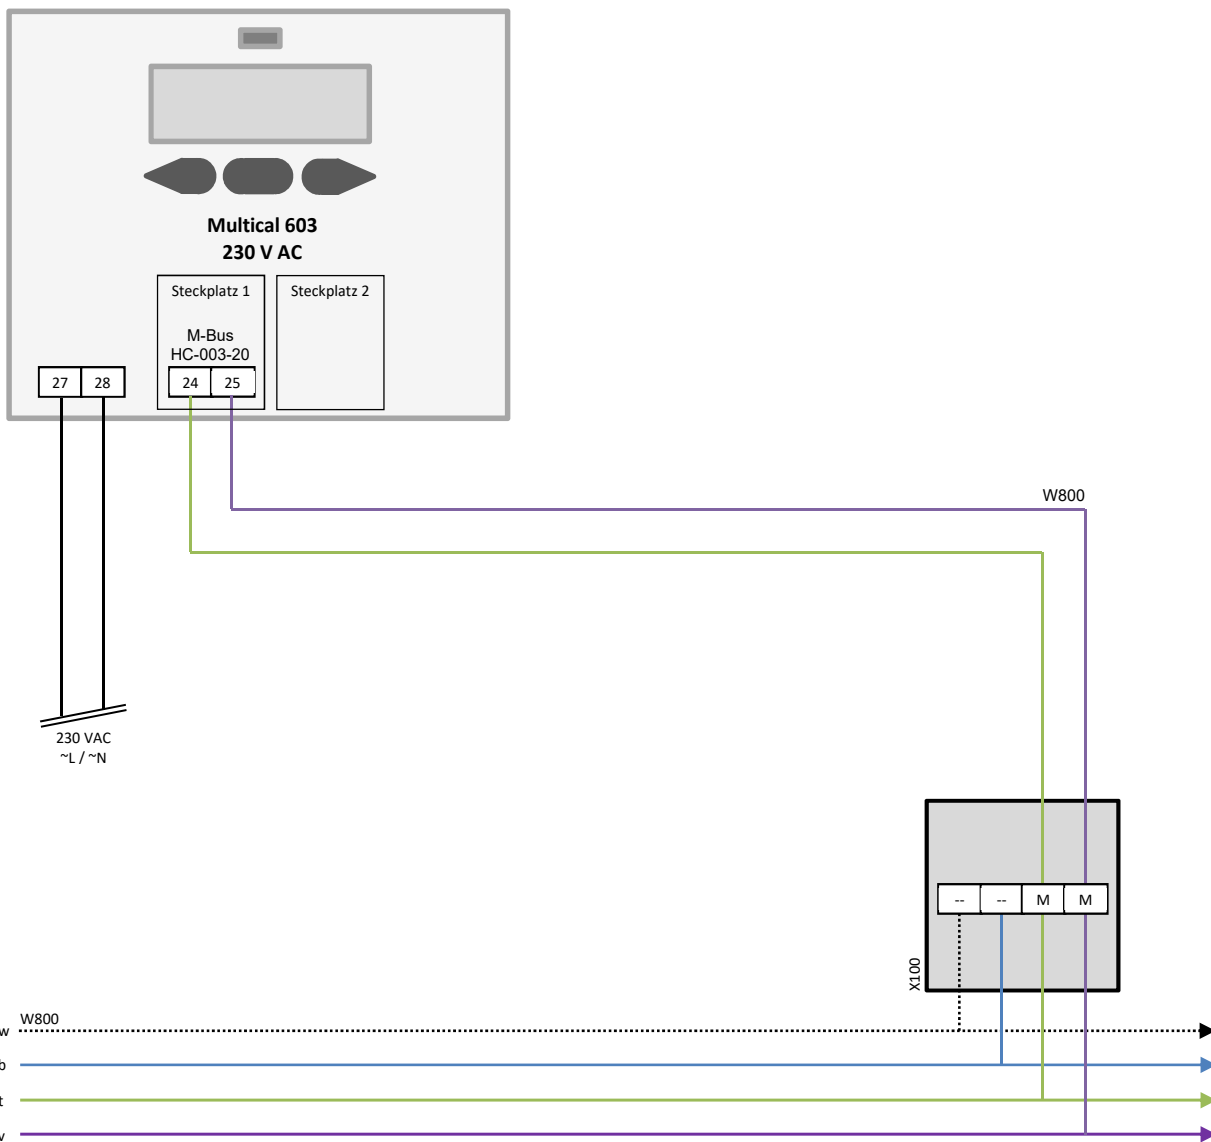 Multical 603
230 V AC
Steckplatz 1
Steckplatz 2
M-Bus
HC-003-20
27
28
24
25
W800
230 VAC
~L / ~N
--
--
M
M
X100
W800
w
b
t
v